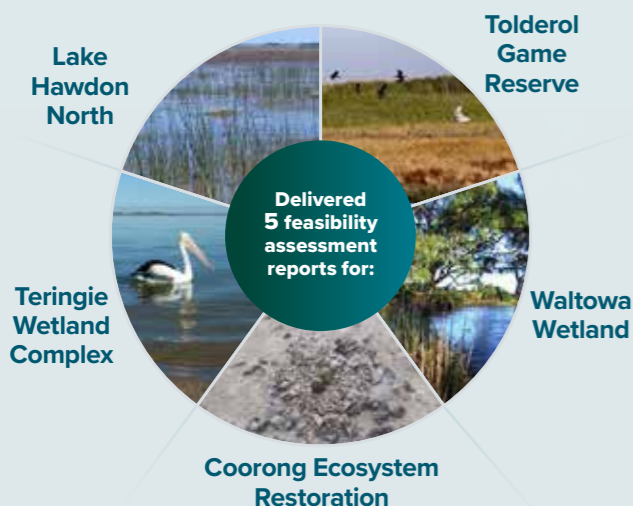 Delivered
5 feasibility
assessment
reports for:
Tolderol
Game
Reserve
Waltowa
Wetland
Coorong Ecosystem
Restoration
Teringie
Wetland
Complex
Lake
Hawdon
North